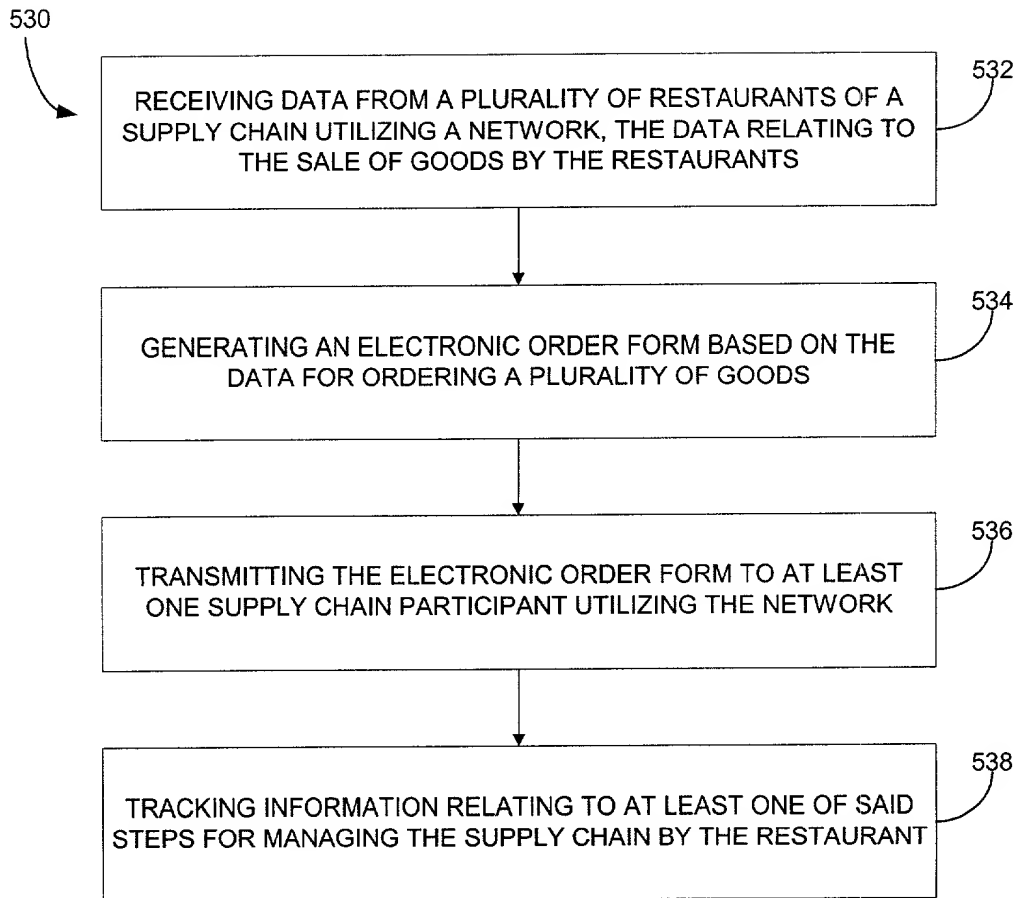 530
532
RECEIVING DATA FROM A PLURALITY OF RESTAURANTS OF A
SUPPLY CHAIN UTILIZING A NETWORK, THE DATA RELATING TO
THE SALE OF GOODS BY THE RESTAURANTS
534
GENERATING AN ELECTRONIC ORDER FORM BASED ON THE
DATA FOR ORDERING A PLURALITY OF GOODS
536
TRANSMITTING THE ELECTRONIC ORDER FORM TO AT LEAST
ONE SUPPLY CHAIN PARTICIPANT UTILIZING THE NETWORK
538
TRACKING INFORMATION RELATING TO AT LEAST ONE OF SAID
STEPS FOR MANAGING THE SUPPLY CHAIN BY THE RESTAURANT